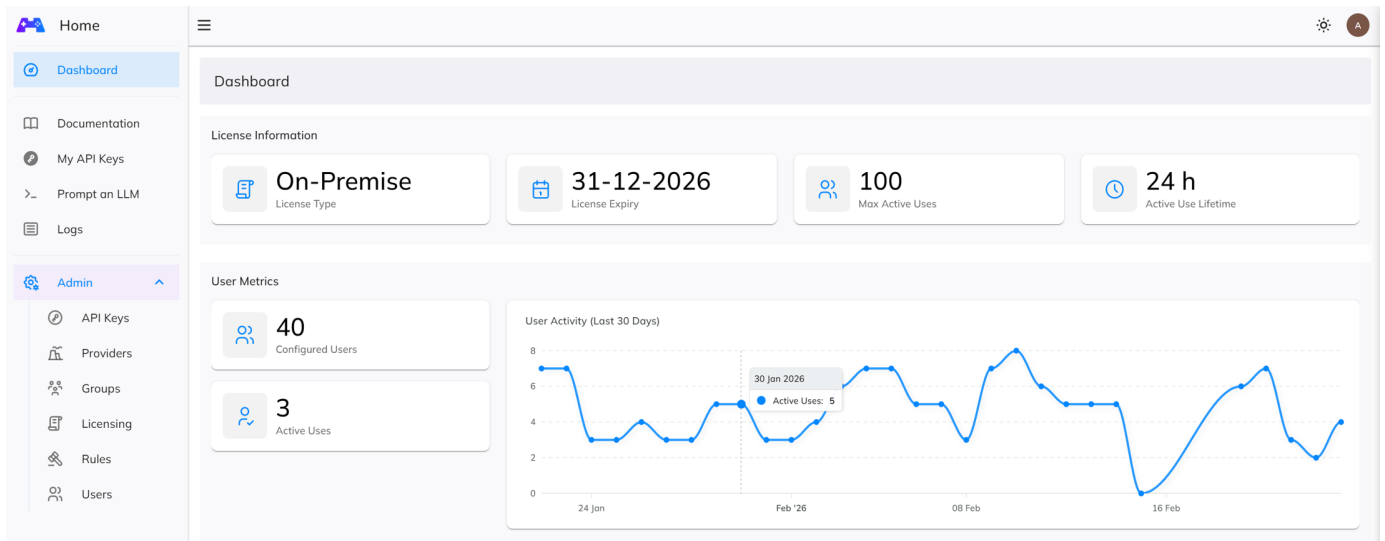 Home
A
Dashboard
Dashboard
Documentation
My API Keys
Prompt an LLM
Logs
Admin
API Keys
Providers
Groups
Licensing
Rules
Users
License Information
On-Premise
License Type
31-12-2026
License Expiry
100
Max Active Uses
24 h
Active Use Lifetime
User Metrics
40
Configured Users
3
Active Uses
User Activity (Last 30 Days)
8
6
4
2
0
30 Jan 2026
Active Uses: 5
24 Jan
Feb '26
08 Feb
16 Feb